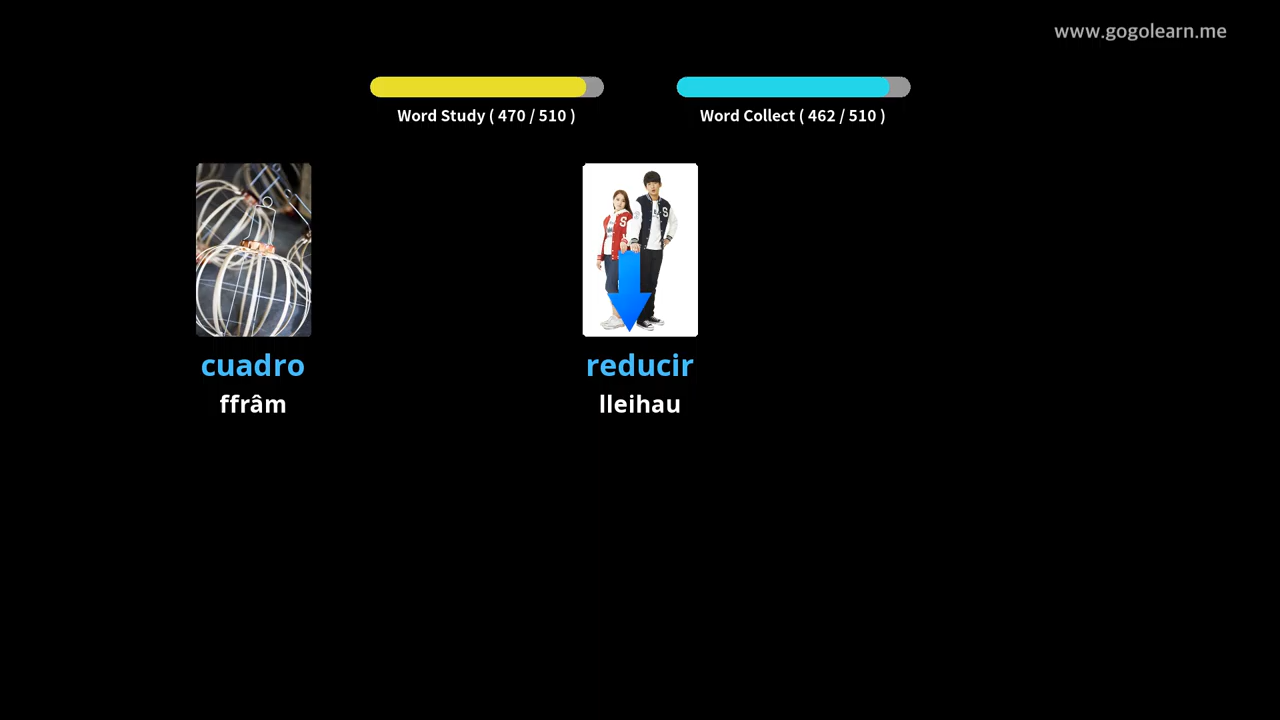 www.gogolearn.me
Word Study ( 470 / 510 )
Word Collect ( 462 / 510 )
S
S
cuadro
ffrâm
reducir
lleihau